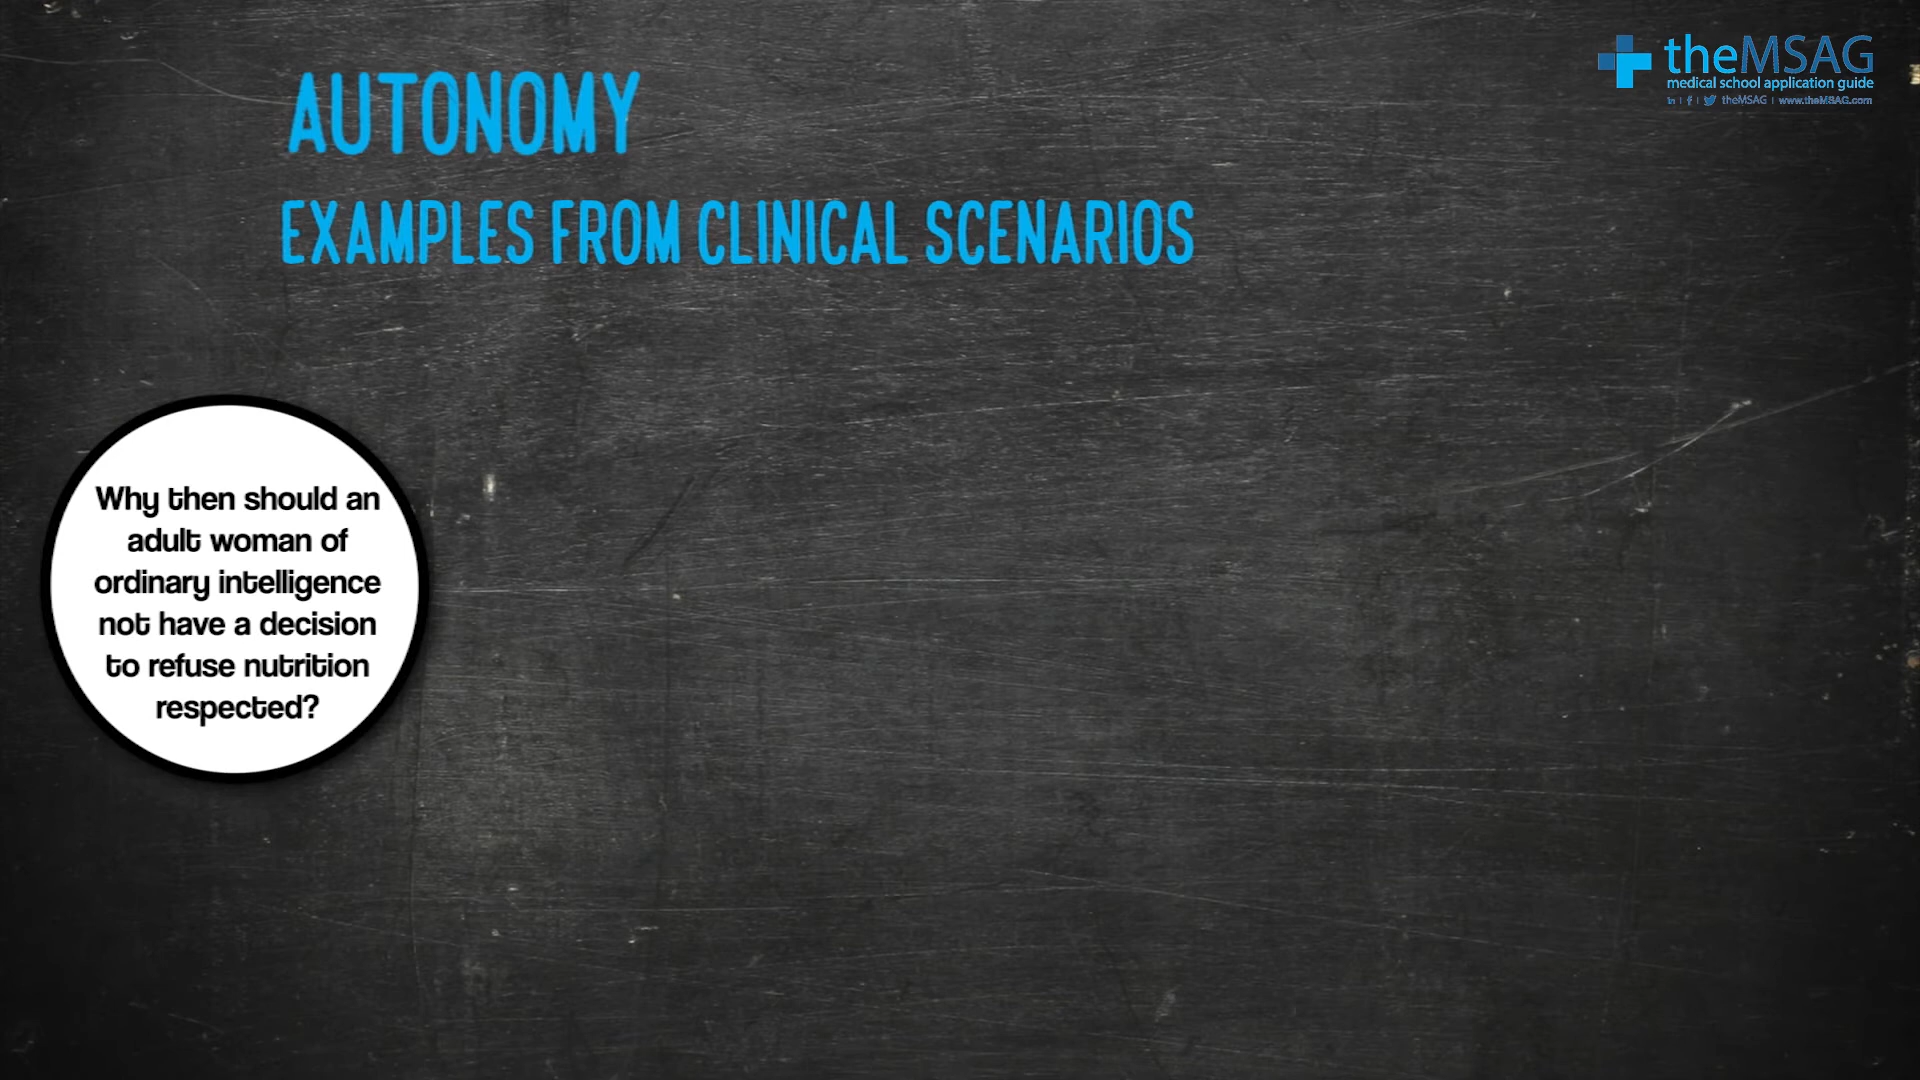 AUTONOMY
EXAMPLES FROM CLINICAL SCENARIOS
theMSAG
medical school application guide
in | f | theMSAG | www.theMSAG.com
Why then should an
adult woman of
ordinary intelligence
not have a decision
to refuse nutrition
respected?